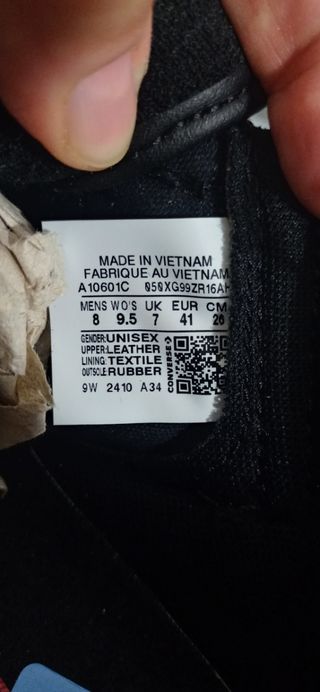 MADE IN VIETNAM
FABRIQUE AU VIETNAM
A10601C 050XG99ZR16A
MENS WO'S UK EUR CM
8 9.5 7 41 26
GENDER: UNISEX
UPPER: LEATHER
LINING: TEXTILE
OUTSOLE: RUBBER
9W 2410 A34
CONVERSE